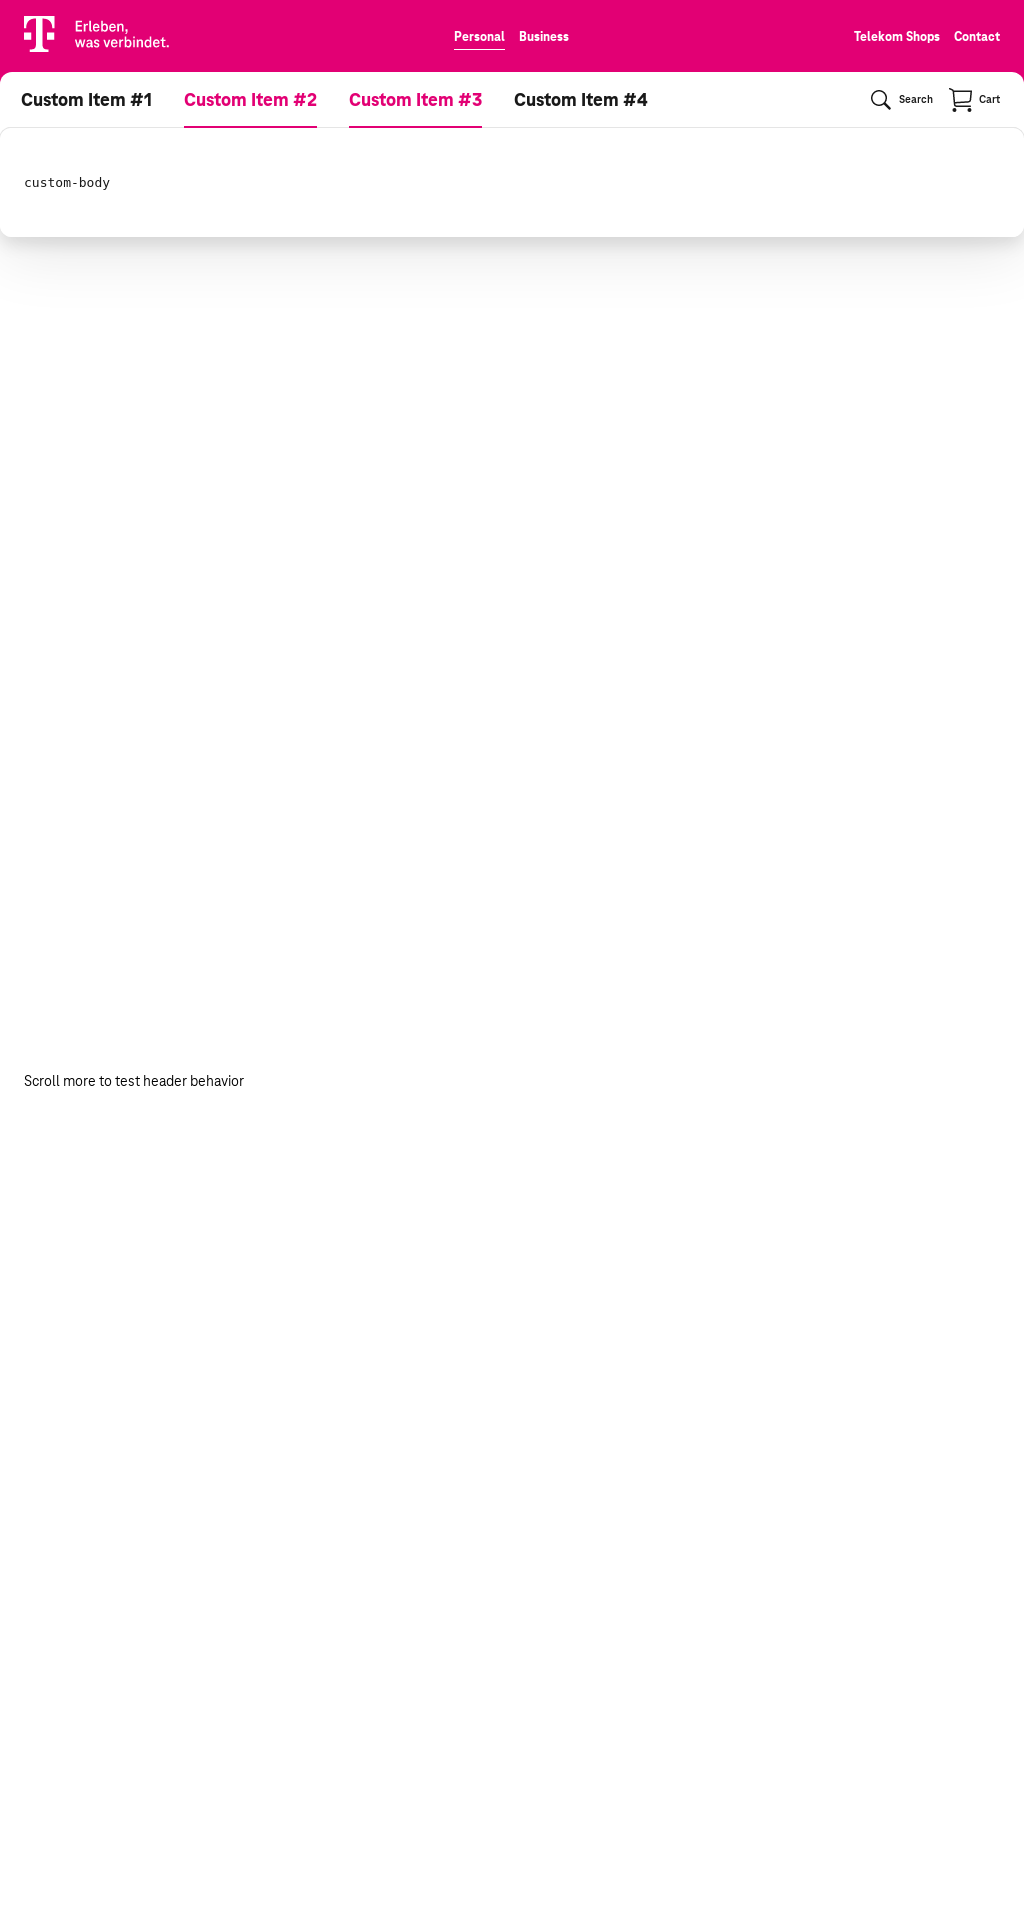 T Erleben,
was verbindet.
Personal Business
Telekom Shops Contact
Custom Item #1 Custom Item #2 Custom Item #3 Custom Item #4
Search Cart
custom-body
Scroll more to test header behavior